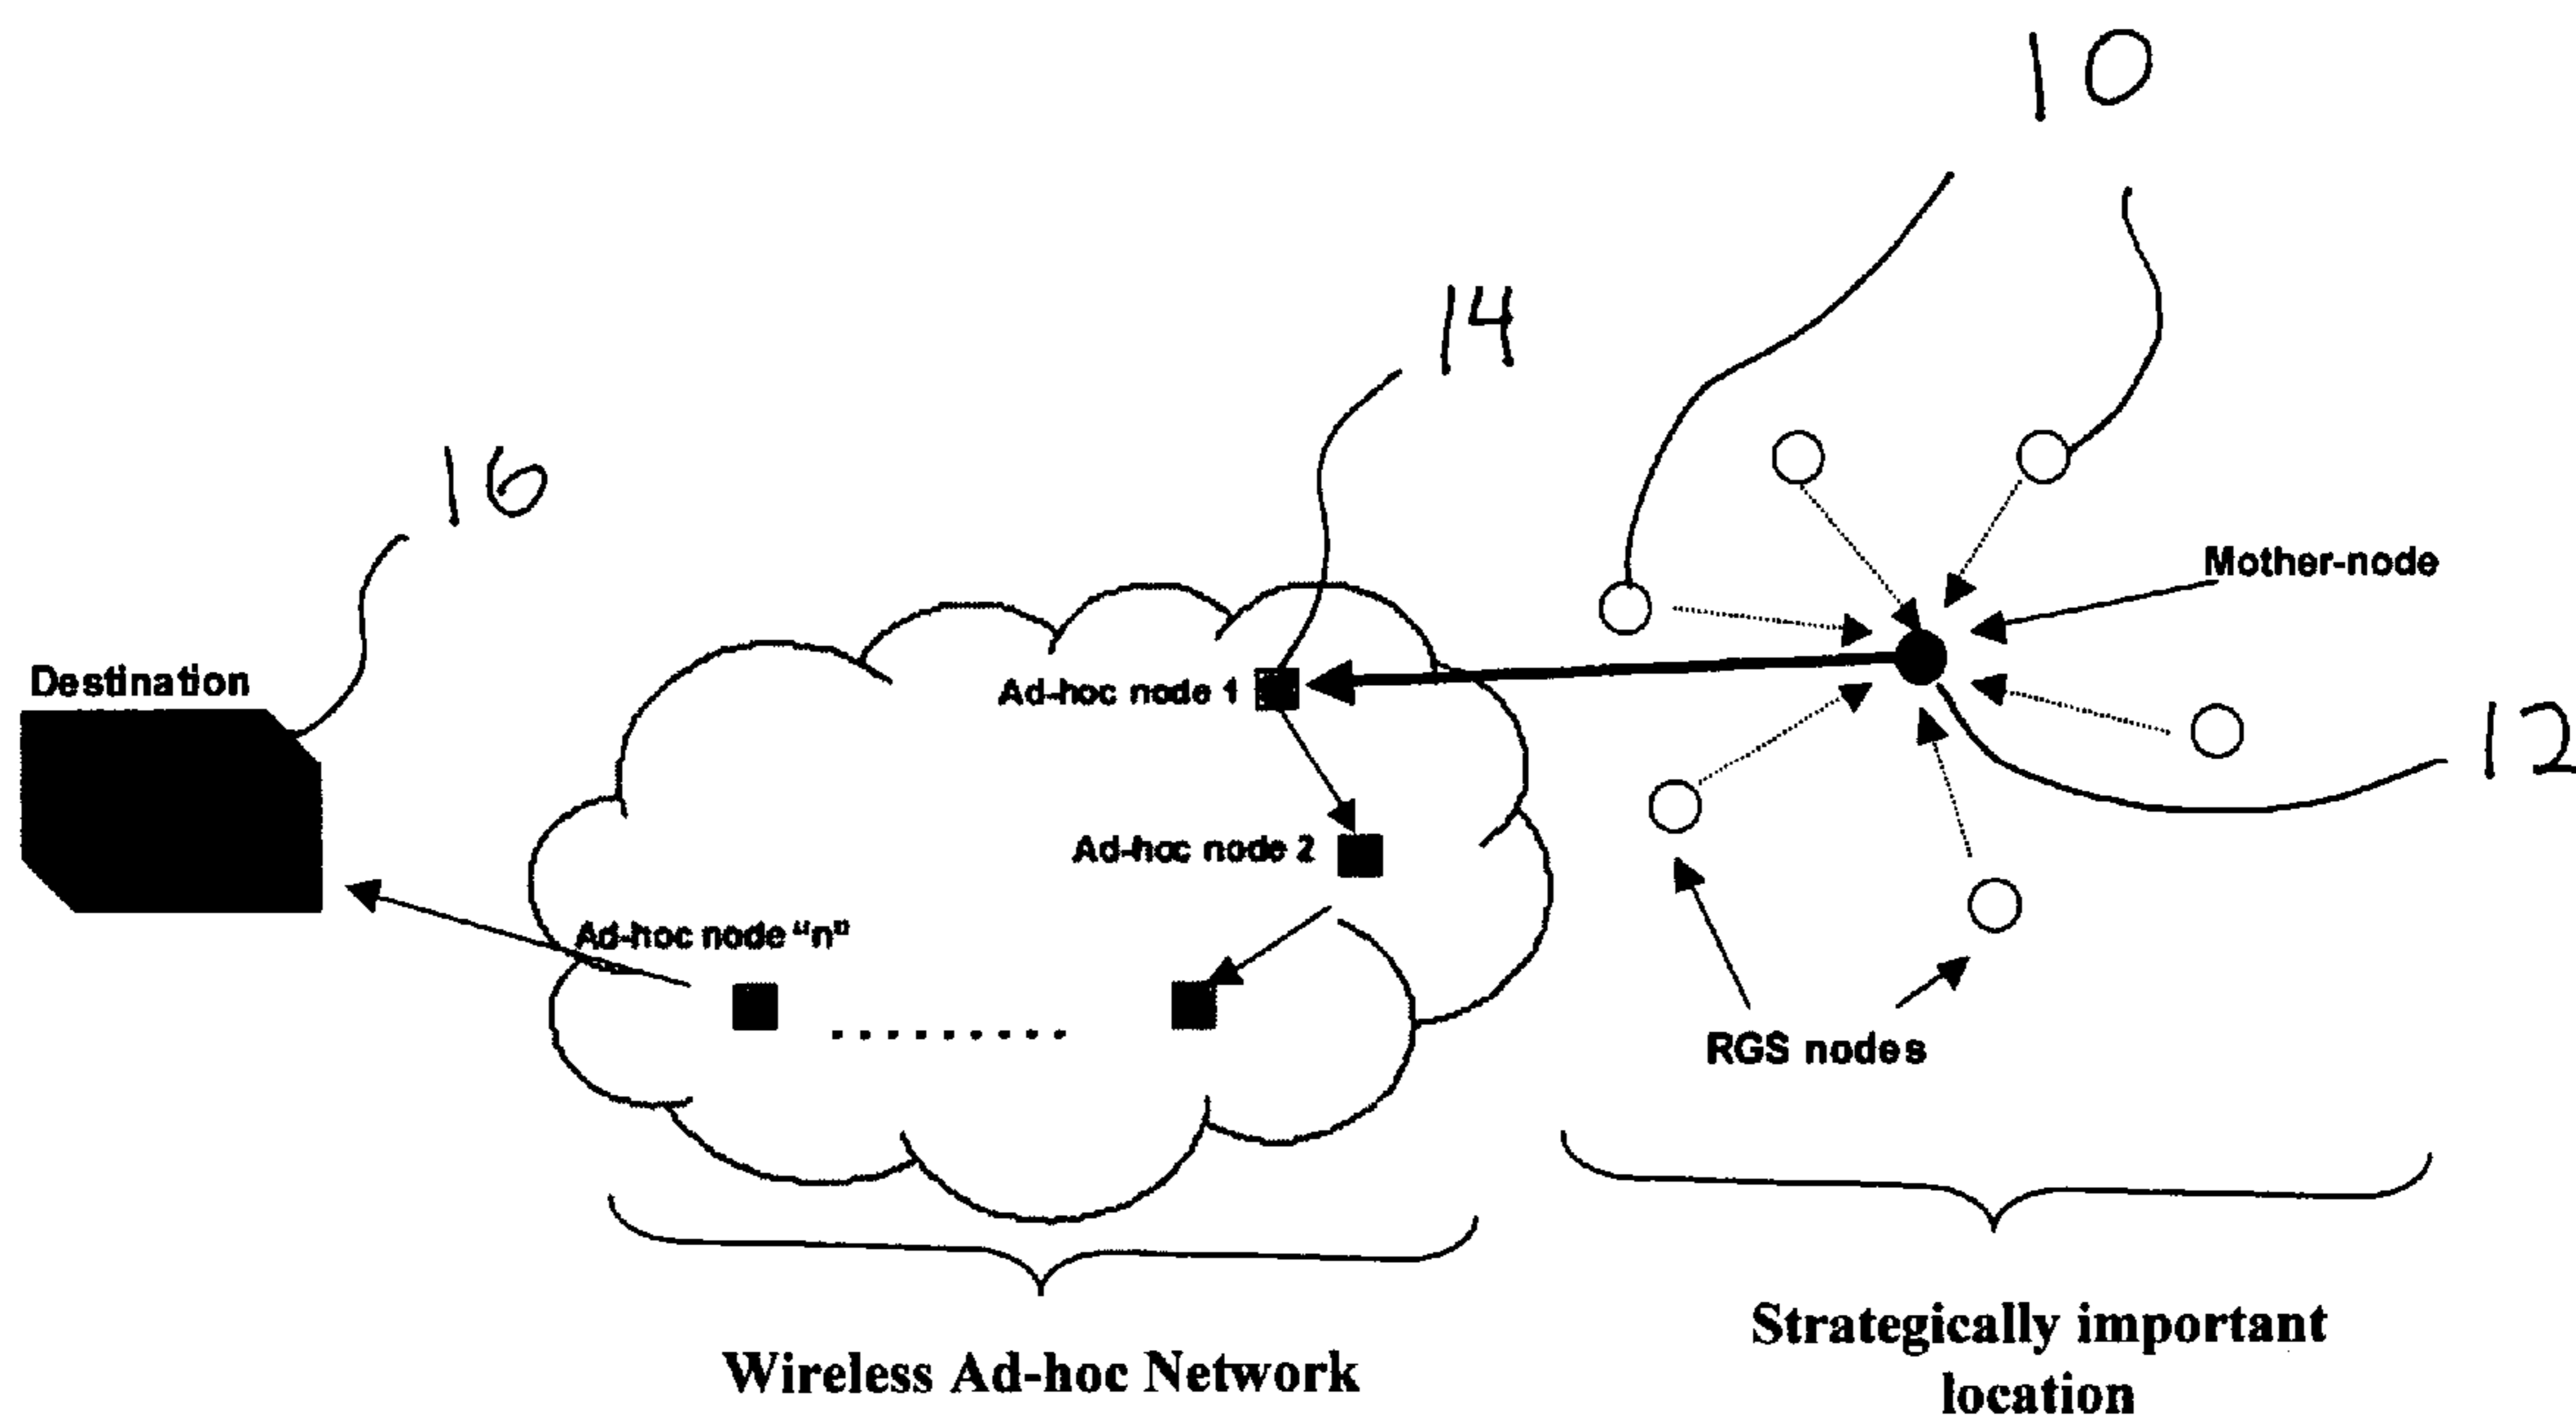 10
14
16
Mother-node
Destination
Ad-hoc node 1
12
Ad-hoc node 2
Ad-hoc node "n"
RGS nodes
Strategically important
location
Wireless Ad-hoc Network